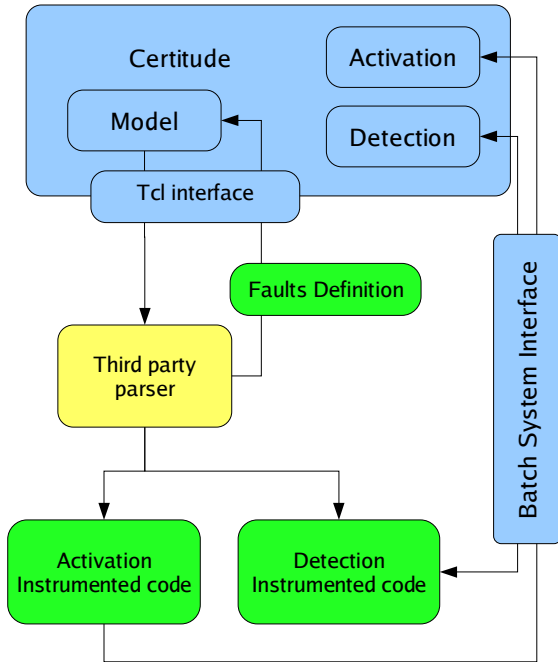 Certitude
Activation
Model
Detection
Tcl interface
Faults Definition
Third party
parser
Batch System Interface
Activation
Instrumented code
Detection
Instrumented code